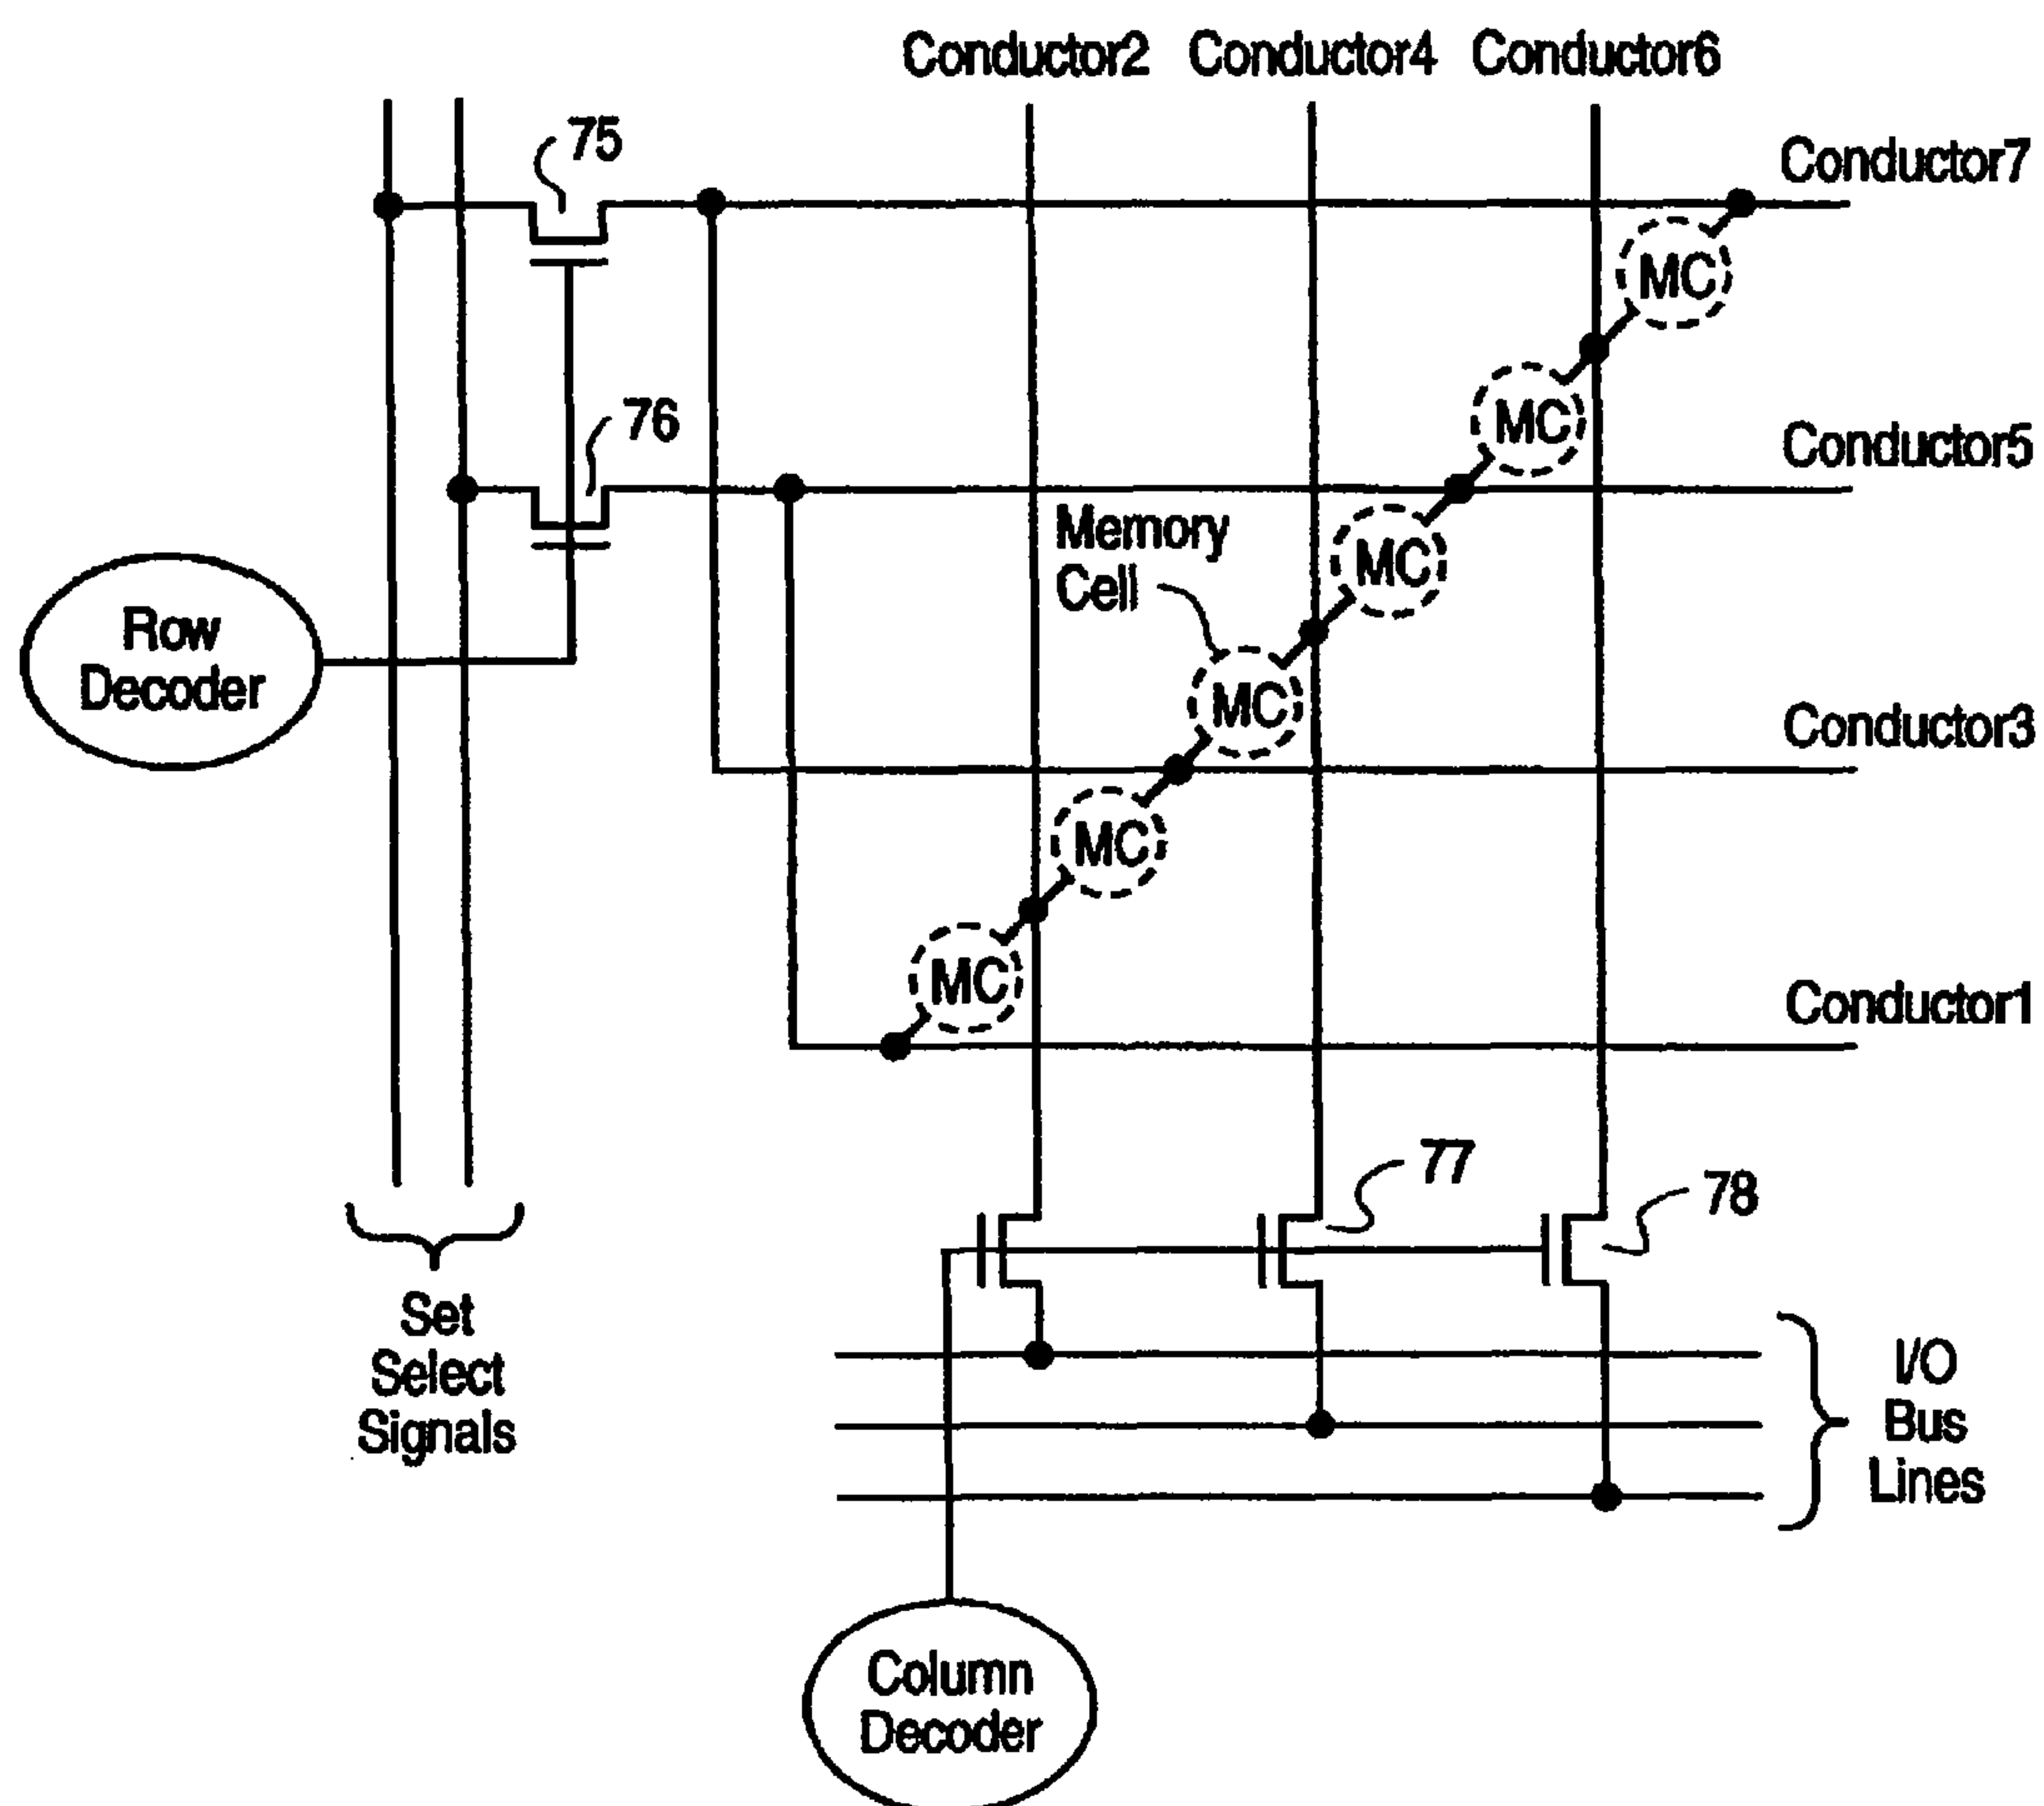 Conductor2 Conductor4 Conductor6
75
Conductor7
MC
76
MC
Conductor5
Memory
Cell
MC
Row
Decoder
MC
Conductor3
MC
MC
Conductor1
77
78
Set
Select
Signals
I/O
Bus
Lines
Column
Decoder